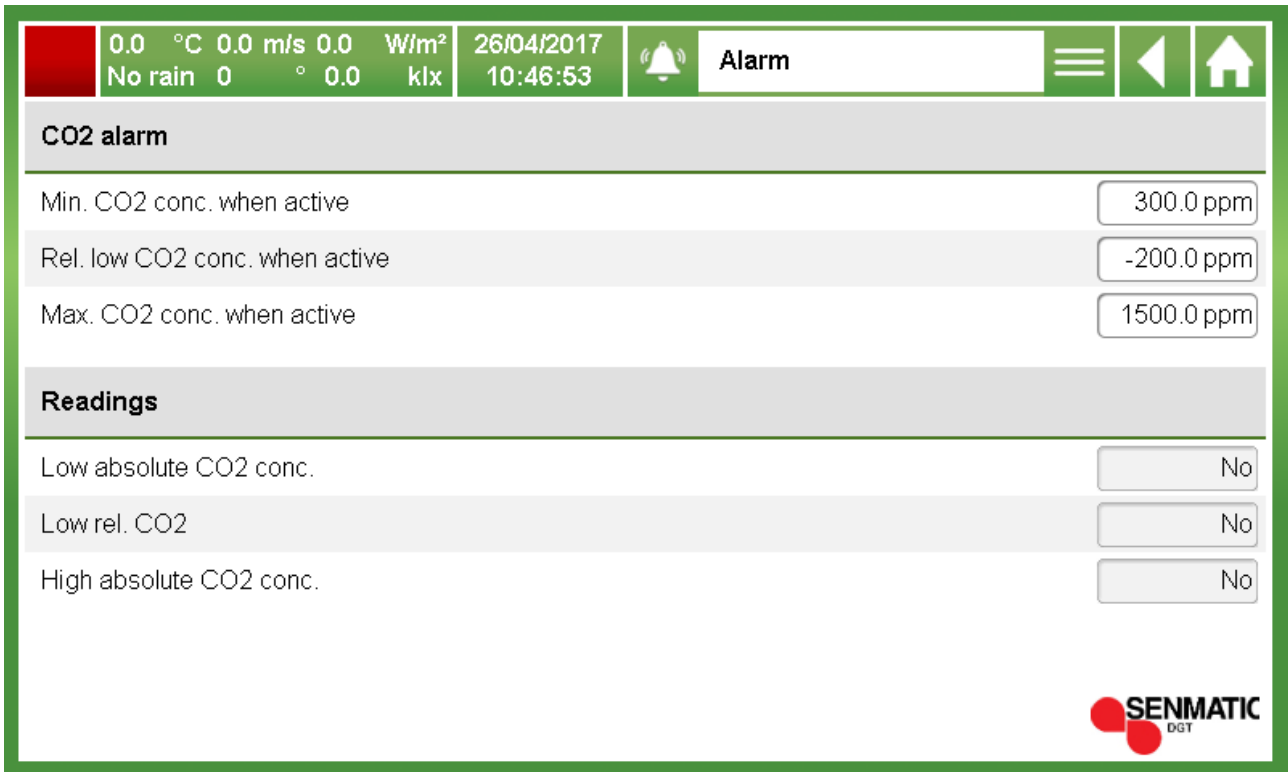 0.0 °C 0.0 m/s 0.0 W/m² 26/04/2017 Alarm
No rain 0 ° 0.0 klx 10:46:53
CO2 alarm
Min. CO2 conc. when active 300.0 ppm
Rel. low CO2 conc. when active -200.0 ppm
Max. CO2 conc. when active 1500.0 ppm
Readings
Low absolute CO2 conc. No
Low rel. CO2 No
High absolute CO2 conc. No
SENMATIC
DGT